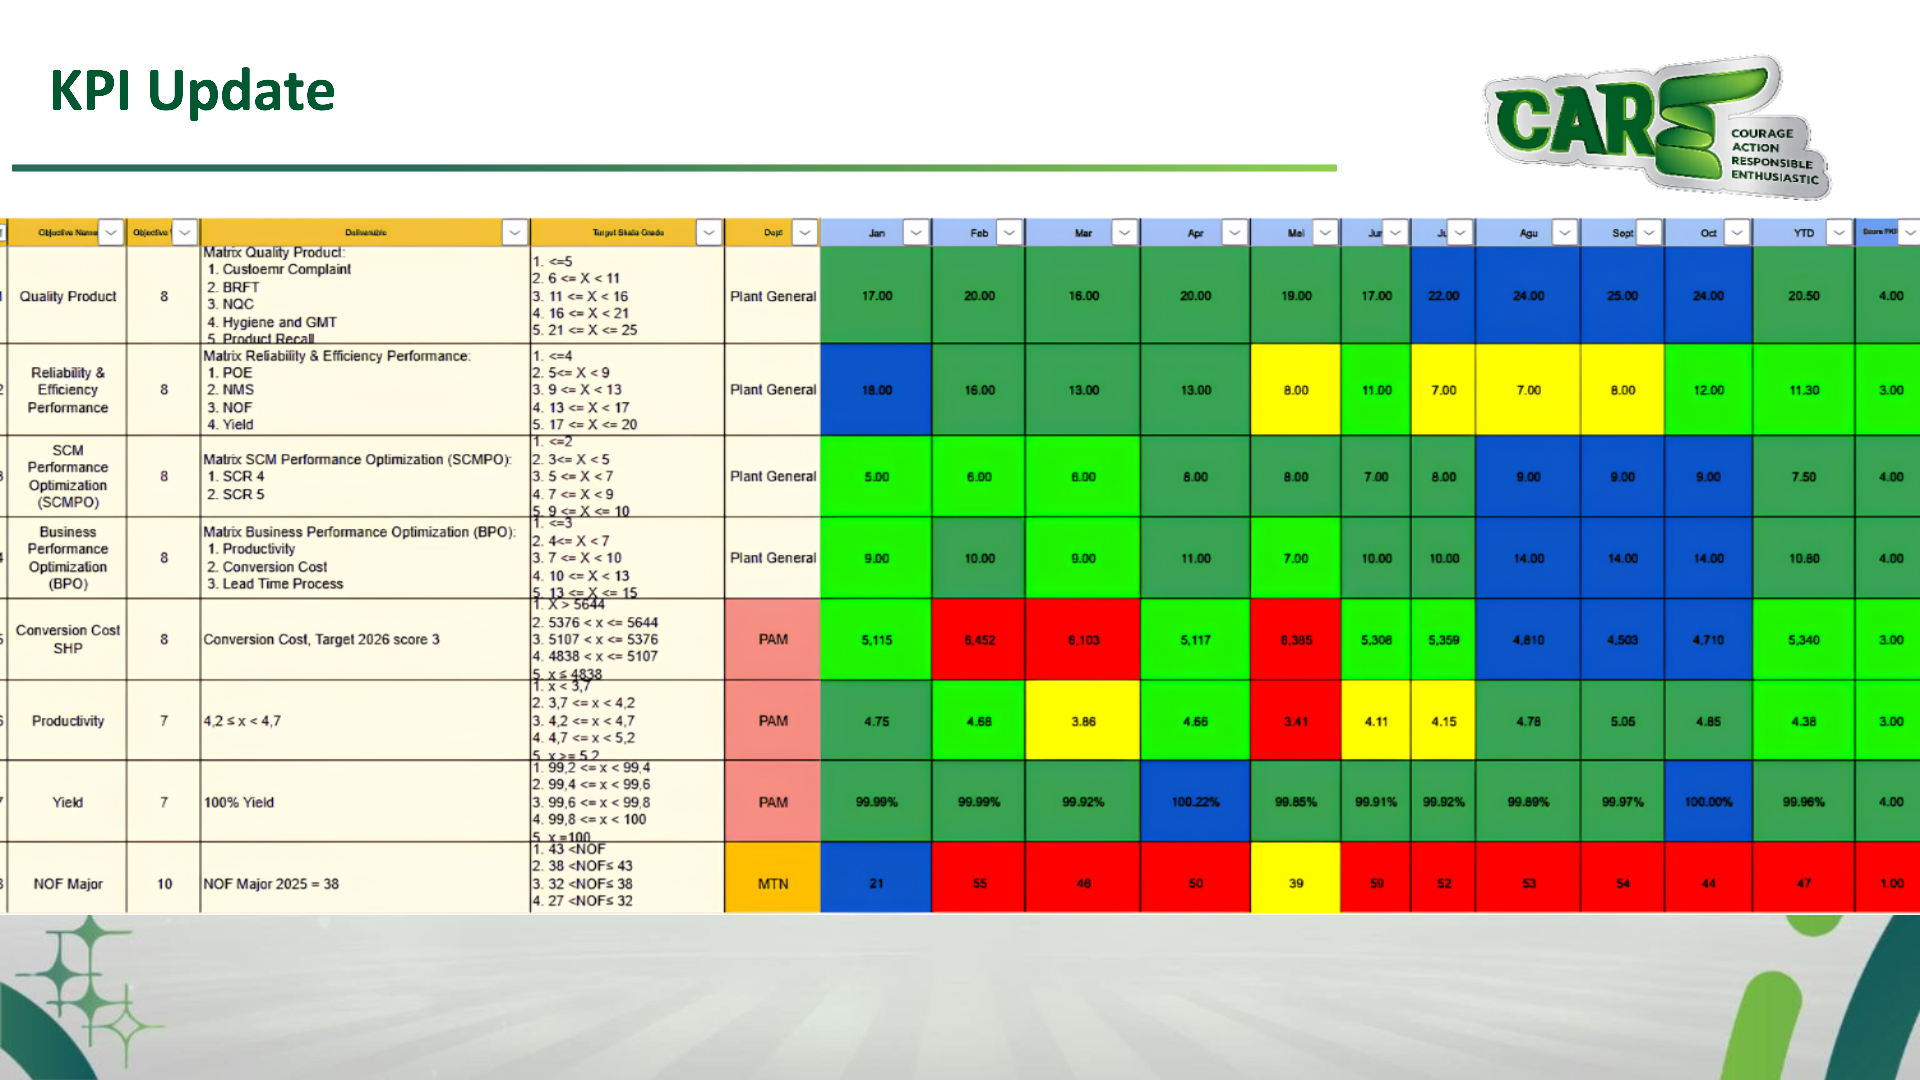 KPI Update
CARE
COURAGE
ACTION
RESPONSIBLE
ENTHUSIASTIC
Objective Name Objective Deliverable Target Skala Grade Dept Jan Feb Mar Apr Mei Jun Ju Agu Sept Oct YTD
Quality Product 8
Matrix Quality Product:
1. Custoemr Complaint
2. BRFT
3. NQC
4. Hygiene and GMT
5. Product Recall
1. <=5
2. 6 <= X < 11
3. 11 <= X < 16
4. 16 <= X < 21
5. 21 <= X <= 25
Plant General 17.00 20.00 16.00 20.00 19.00 17.00 22.00 24.00 25.00 24.00 20.50 4.00
2
Reliability &
Efficiency
Performance
8
Matrix Reliability & Efficiency Performance:
1. POE
2. NMS
3. NOF
4. Yield
1. <=4
2. 5<= X < 9
3. 9 <= X < 13
4. 13 <= X < 17
5. 17 <= X <= 20
Plant General 18.00 16.00 13.00 13.00 8.00 11.00 7.00 7.00 8.00 12.00 11.30 3.00
SCM
Performance
Optimization
(SCMPO)
8
Matrix SCM Performance Optimization (SCMPO):
1. SCR 4
2. SCR 5
1. <=2
2. 3<= X < 5
3. 5 <= X < 7
4. 7 <= X < 9
5. 9 <= X <= 10
Plant General 5.00 6.00 6.00 8.00 8.00 7.00 8.00 9.00 9.00 9.00 7.50 4.00
Business
Performance
Optimization
(BPO)
8
Matrix Business Performance Optimization (BPO):
1. Productivity
2. Conversion Cost
3. Lead Time Process
1. <=3
2. 4<= X < 7
3. 7 <= X < 10
4. 10 <= X < 13
5. 13 <= X <= 15
Plant General 9.00 10.00 9.00 11.00 7.00 10.00 10.00 14.00 14.00 14.00 10.80 4.00
Conversion Cost
SHP
8
Conversion Cost, Target 2026 score 3
1. X > 5644
2. 5376 < x <= 5644
3. 5107 < x <= 5376
4. 4838 < x <= 5107
5. x ≤ 4838
PAM 5,115 6,452 6,103 5,117 6,385 5,308 5,359 4,810 4,503 4,710 5,340 3.00
Productivity 7
4,2 ≤ x < 4,7
1. x < 3,7
2. 3,7 <= x < 4,2
3. 4,2 <= x < 4,7
4. 4,7 <= x < 5,2
5. x >= 5,2
PAM 4.75 4.68 3.86 4.66 3.41 4.11 4.15 4.78 5.05 4.85 4.38 3.00
Yield 7
100% Yield
1. 99,2 <= x < 99,4
2. 99,4 <= x < 99,6
3. 99,6 <= x < 99,8
4. 99,8 <= x < 100
5. x =100
PAM 99.99% 99.99% 99.92% 100.22% 99.85% 99.91% 99.92% 99.89% 99.97% 100.00% 99.96% 4.00
NOF Major 10
NOF Major 2025 = 38
1. 43 <NOF
2. 38 <NOF≤ 43
3. 32 <NOF≤ 38
4. 27 <NOF≤ 32
MTN 21 55 46 50 39 59 52 53 54 44 47 1.00